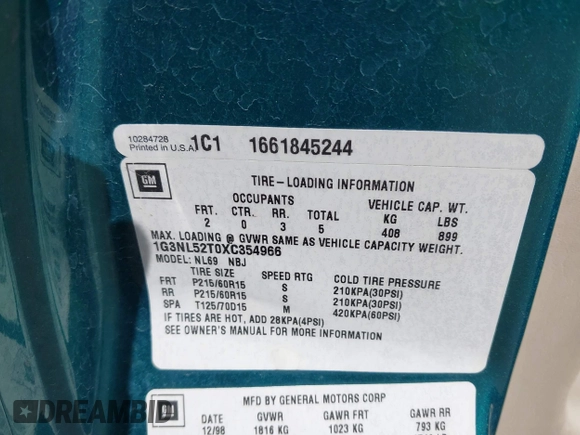 10284728
Printed in U.S.A.
1C1 1661845244
GM
TIRE-LOADING INFORMATION
OCCUPANTS VEHICLE CAP. WT.
FRT. CTR. RR. TOTAL KG LBS
2 0 3 5 408 899
MAX. LOADING @ GVWR SAME AS VEHICLE CAPACITY WEIGHT.
1G3NL52T0XC354966
MODEL: NL69 NBJ
TIRE SIZE SPEED RTG COLD TIRE PRESSURE
FRT P215/60R15 S 210KPA(30PSI)
RR P215/60R15 S 210KPA(30PSI)
SPA T125/70D15 M 420KPA(60PSI)
IF TIRES ARE HOT, ADD 28KPA(4PSI)
SEE OWNER'S MANUAL FOR MORE INFORMATION
MFD BY GENERAL MOTORS CORP
GM
DATE GVWR GAWR FRT GAWR RR
12/98 1816 KG 1023 KG 793 KG
DREAMBID